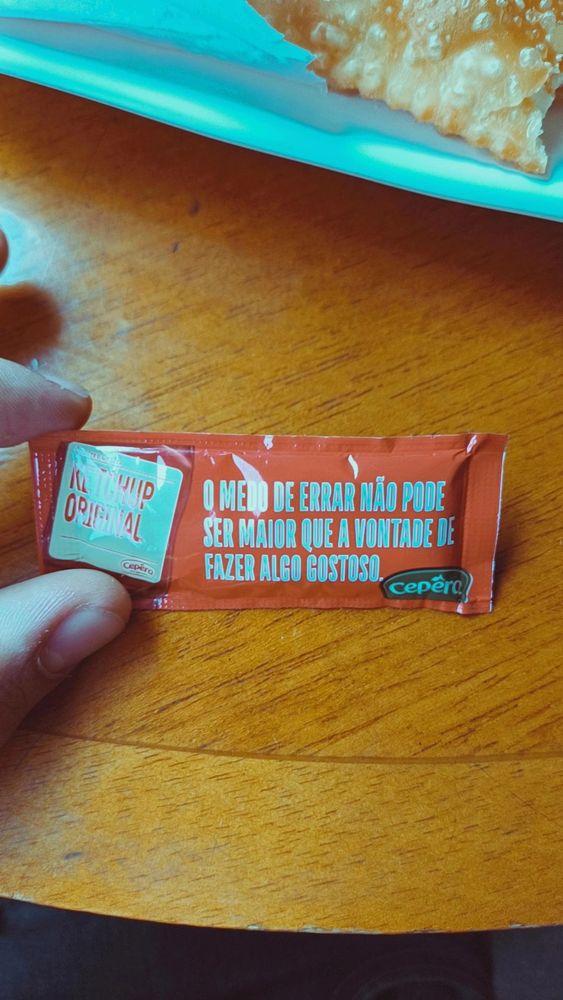 KETCHUP
ORIGINAL
Cepêra
O MEDO DE ERRAR NÃO PODE
SER MAIOR QUE A VONTADE DE
FAZER ALGO GOSTOSO.
Cepêra